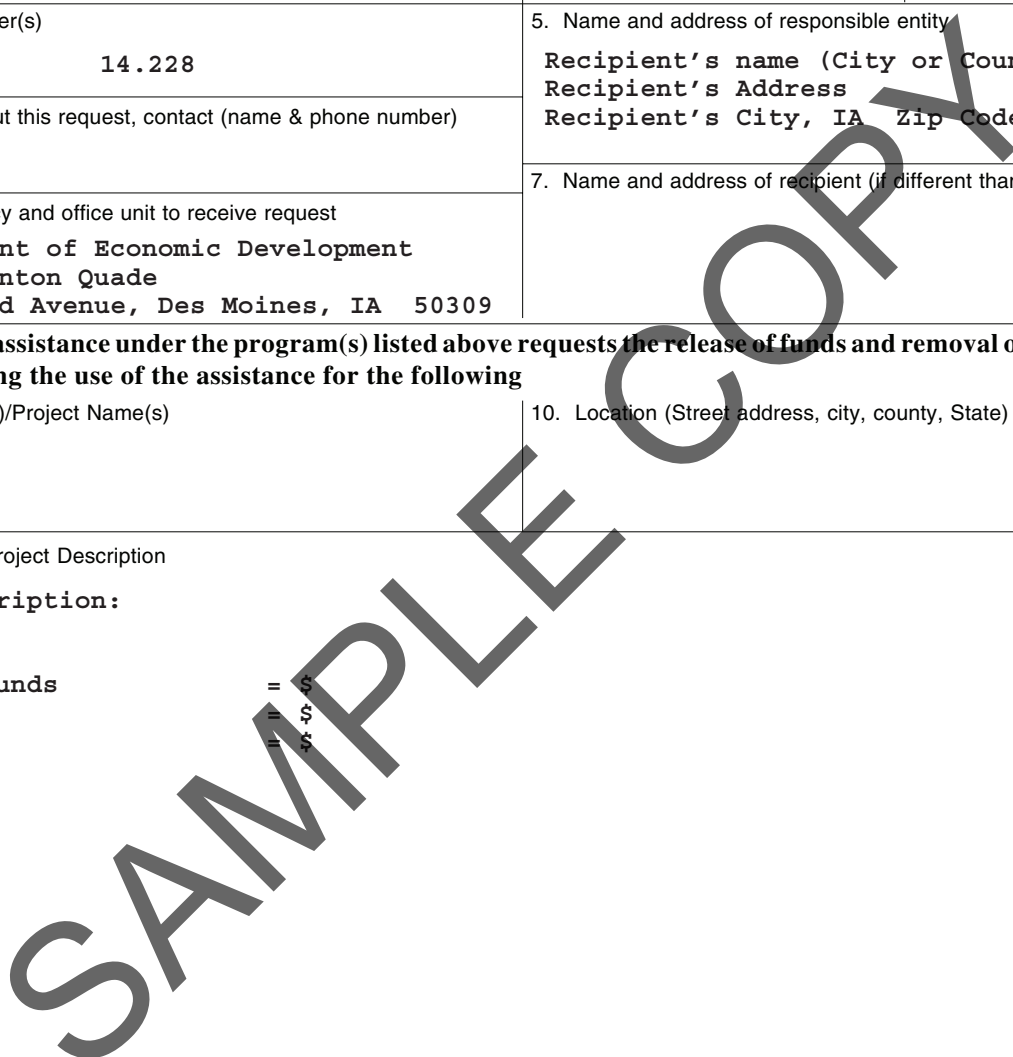 er(s)
14.228
5. Name and address of responsible entity
Recipient's name (City or Coun
Recipient's Address
Recipient's City, IA Zip Code
ut this request, contact (name & phone number)
7. Name and address of recipient (if different than
y and office unit to receive request
nt of Economic Development
nton Quade
d Avenue, Des Moines, IA 50309
assistance under the program(s) listed above requests the release of funds and removal o
ng the use of the assistance for the following
)/Project Name(s)
10. Location (Street address, city, county, State)
roject Description
ription:
unds = $
= $
= $
SAMPLE COPY